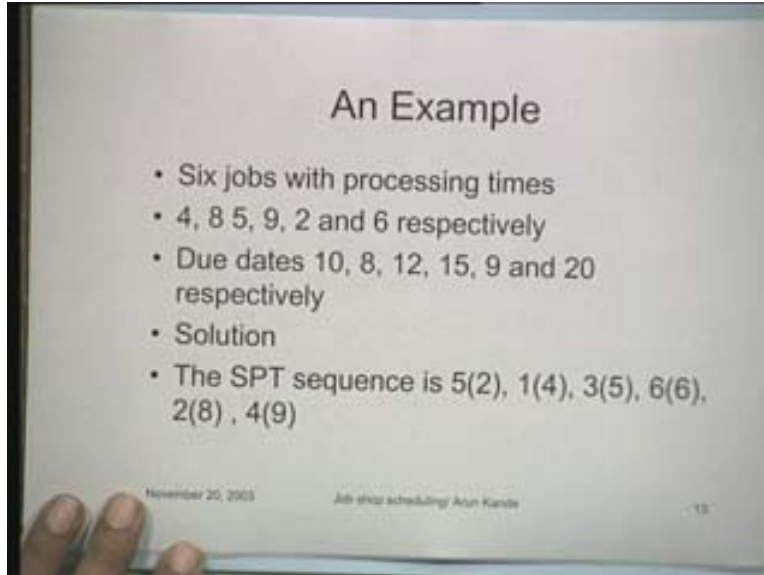 An Example
• Six jobs with processing times
• 4, 8 5, 9, 2 and 6 respectively
• Due dates 10, 8, 12, 15, 9 and 20
respectively
• Solution
• The SPT sequence is 5(2), 1(4), 3(5), 6(6),
2(8) , 4(9)
November 20, 2003 Job shop scheduling/ Arun Kanda 13